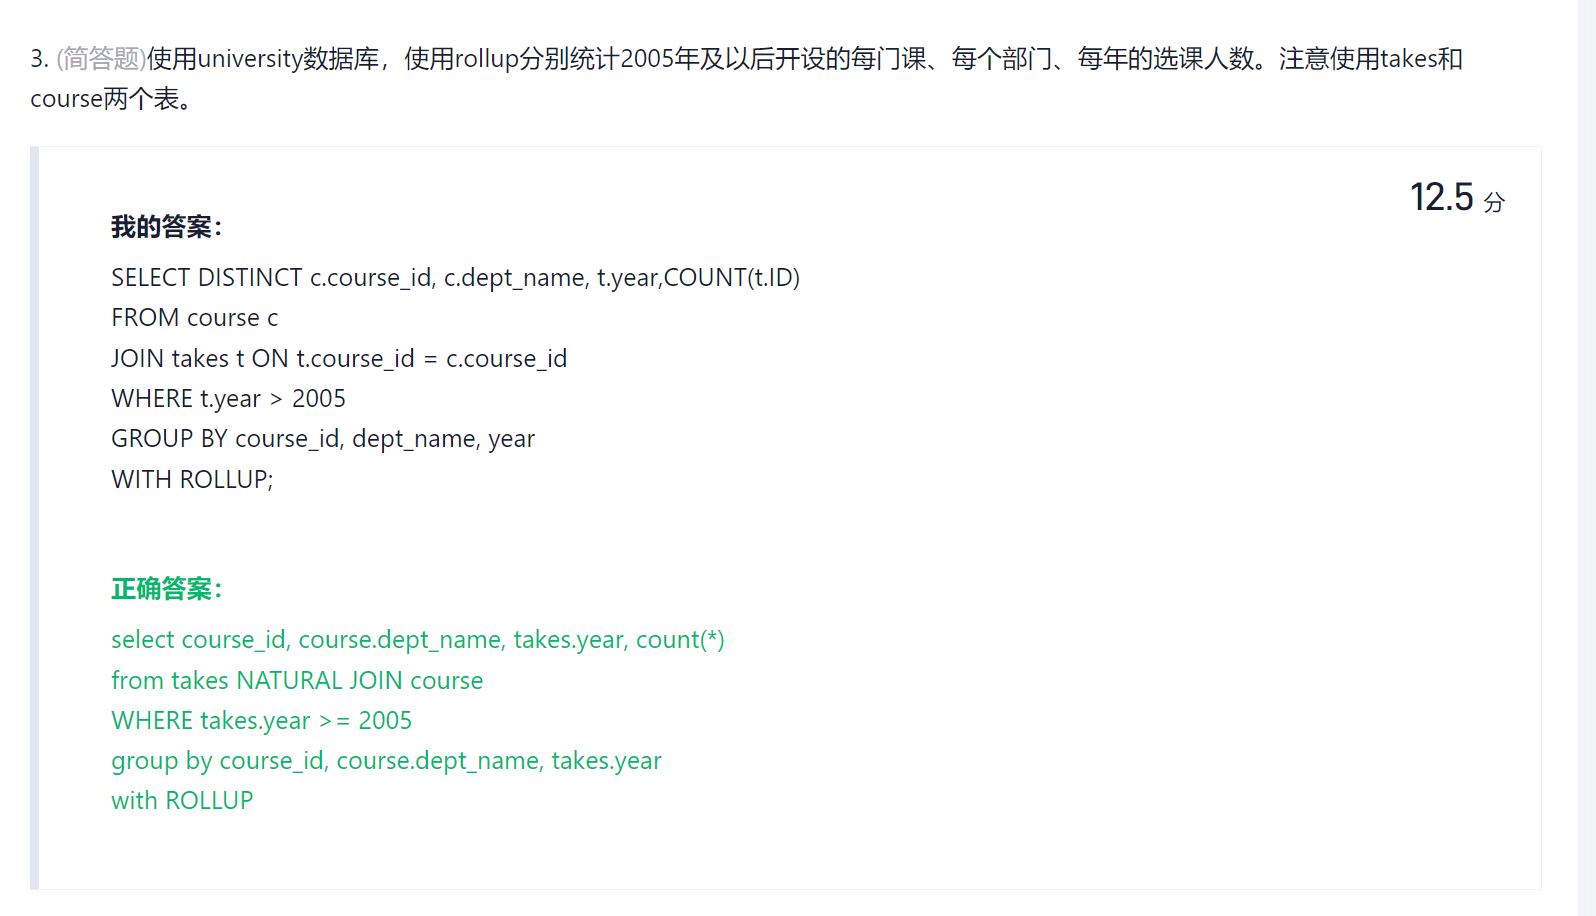 3. (简答题)使用university数据库，使用rollup分别统计2005年及以后开设的每门课、每个部门、每年的选课人数。注意使用takes和
course两个表。
12.5 分
我的答案：
SELECT DISTINCT c.course_id, c.dept_name, t.year,COUNT(t.ID)
FROM course c
JOIN takes t ON t.course_id = c.course_id
WHERE t.year > 2005
GROUP BY course_id, dept_name, year
WITH ROLLUP;
正确答案：
select course_id, course.dept_name, takes.year, count(*)
from takes NATURAL JOIN course
WHERE takes.year >= 2005
group by course_id, course.dept_name, takes.year
with ROLLUP